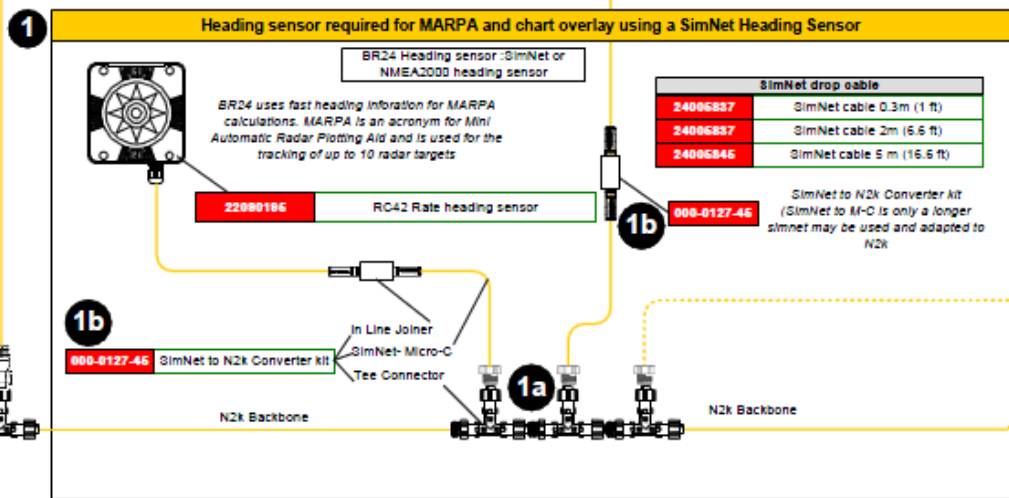 1
Heading sensor required for MARPA and chart overlay using a SimNet Heading Sensor
BR24 Heading sensor :SimNet or
NMEA2000 heading sensor
BR24 uses fast heading inforation for MARPA
calculations. MARPA is an acronym for Mini
Automatic Radar Plotting Aid and is used for the
tracking of up to 10 radar targets
SimNet drop cable
24005837 SimNet cable 0.3m (1 ft)
24005837 SimNet cable 2m (6.6 ft)
24005845 SimNet cable 5 m (16.5 ft)
22090195 RC42 Rate heading sensor
1b
000-0127-45
SimNet to N2k Converter kit
(SimNet to M-C is only a longer
simnet may be used and adapted to
N2k
1b
000-0127-45 SimNet to N2k Converter kit
In Line Joiner
SimNet- Micro-C
Tee Connector
1a
N2k Backbone
N2k Backbone